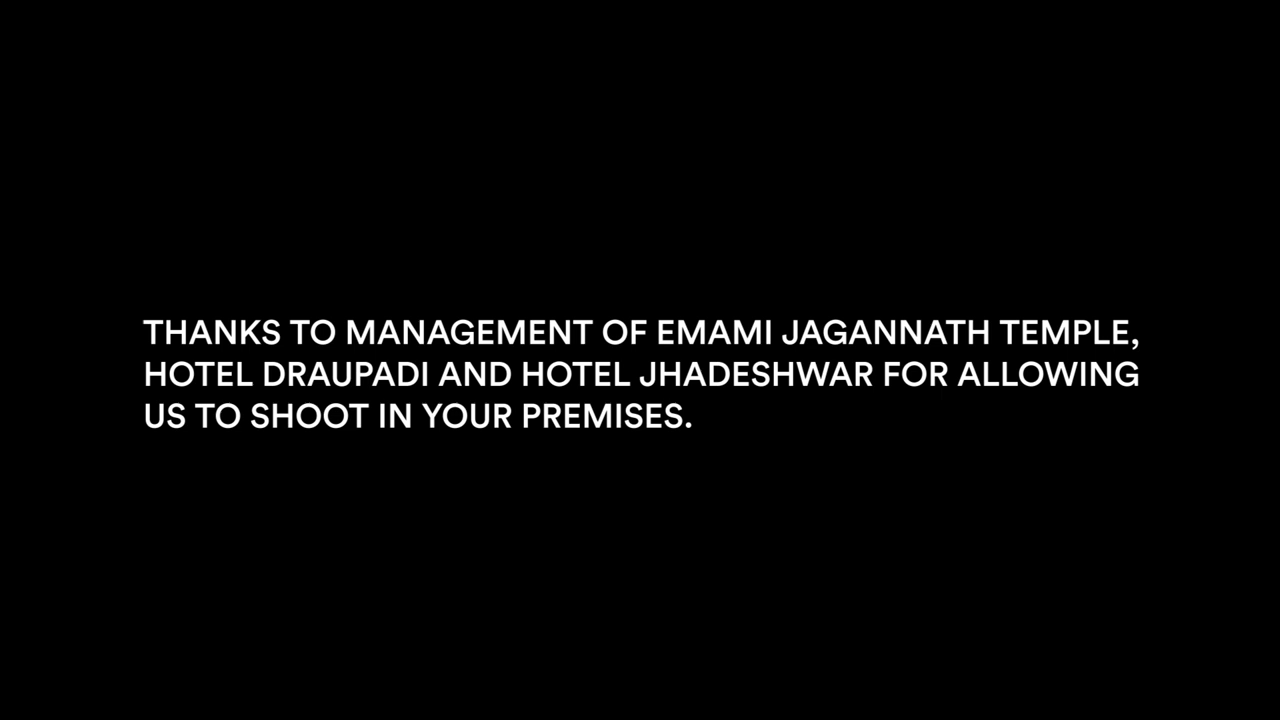 THANKS TO MANAGEMENT OF EMAMI JAGANNATH TEMPLE,
HOTEL DRAUPADI AND HOTEL JHADESHWAR FOR ALLOWING
US TO SHOOT IN YOUR PREMISES.